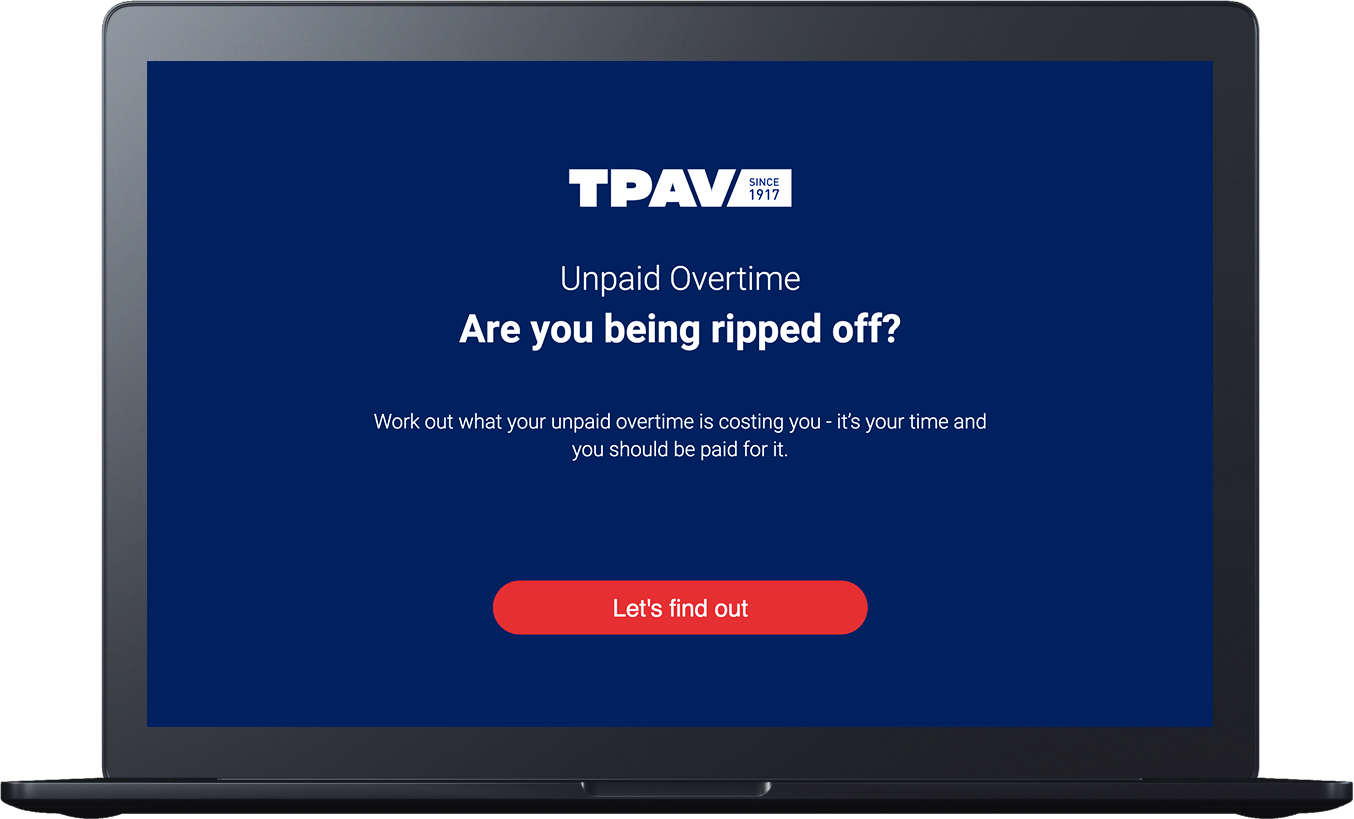 TPAV SINCE
1917
Unpaid Overtime
Are you being ripped off?
Work out what your unpaid overtime is costing you - it’s your time and
you should be paid for it.
Let's find out